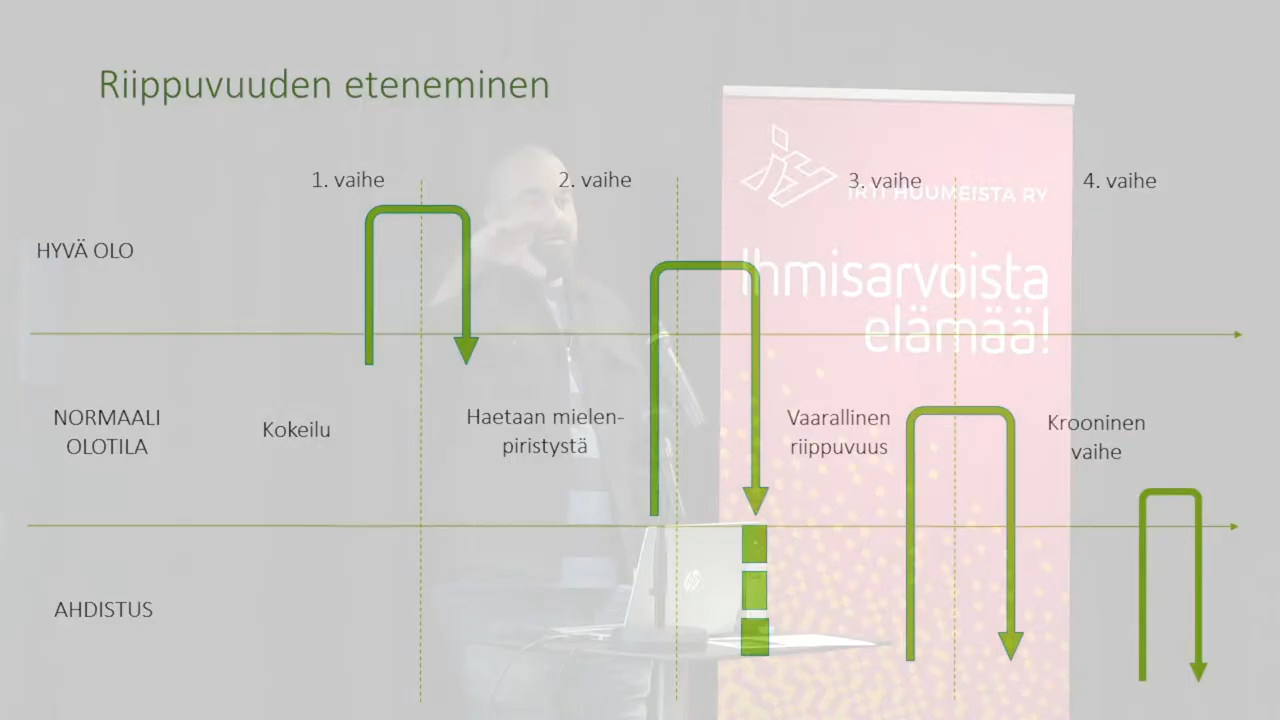 Riippuvuuden eteneminen
1. vaihe
2. vaihe
3. vaihe
4. vaihe
IRTI HUUMEISTA RY
HYVÄ OLO
Ihmisarvoista
elämää!
NORMAALI
OLOTILA
Kokeilu
Haetaan mielen-
piristystä
Vaarallinen
riippuvuus
Krooninen
vaihe
AHDISTUS
hp